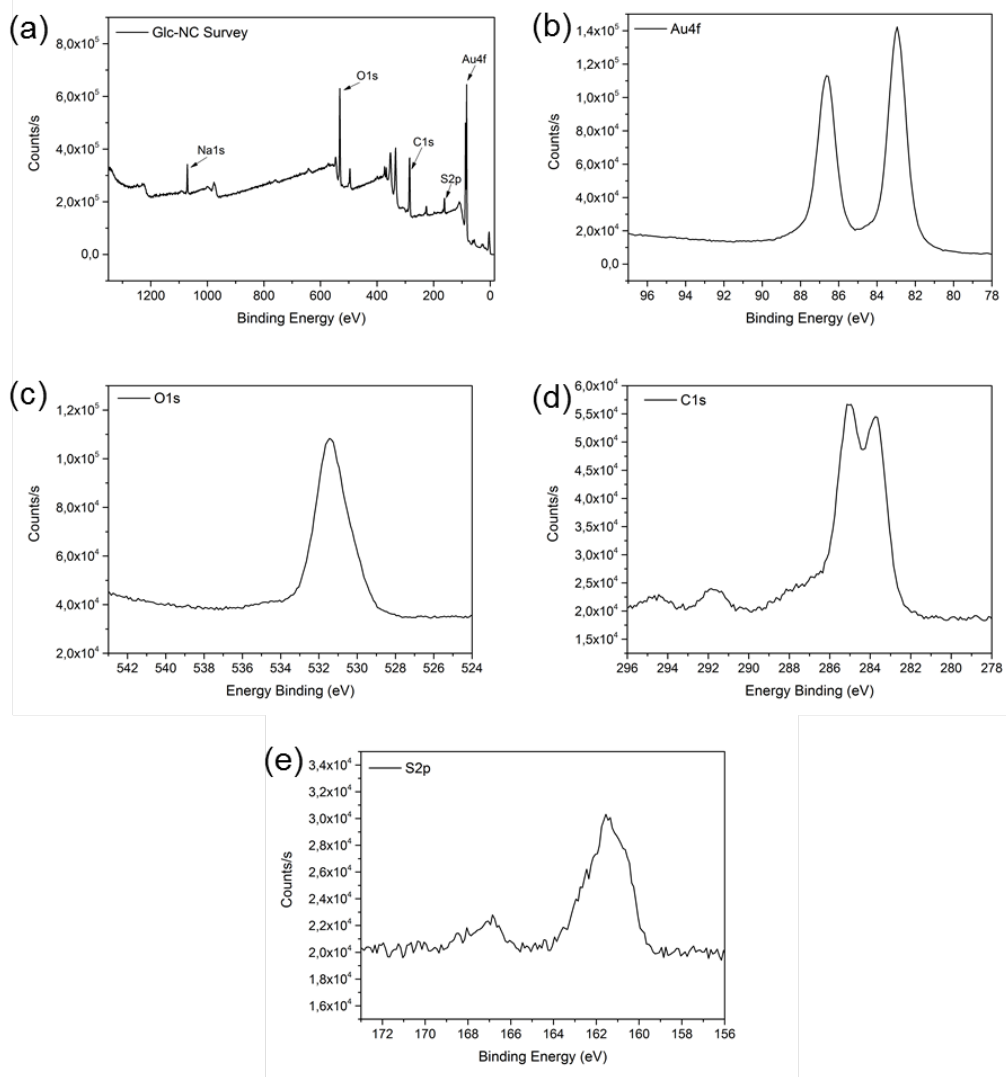 (a)
Glc-NC Survey
8,0x10⁵
6,0x10⁵
4,0x10⁵
2,0x10⁵
0,0
Counts/s
Na1s
O1s
C1s
S2p
Au4f
1200 1000 800 600 400 200 0
Binding Energy (eV)
(b)
Au4f
1,4x10⁵
1,2x10⁵
1,0x10⁵
8,0x10⁴
6,0x10⁴
4,0x10⁴
2,0x10⁴
0,0
Counts/s
96 94 92 90 88 86 84 82 80 78
Binding Energy (eV)
(c)
O1s
1,2x10⁵
1,0x10⁵
8,0x10⁴
6,0x10⁴
4,0x10⁴
2,0x10⁴
Counts/s
542 540 538 536 534 532 530 528 526 524
Energy Binding (eV)
(d)
C1s
6,0x10⁴
5,5x10⁴
5,0x10⁴
4,5x10⁴
4,0x10⁴
3,5x10⁴
3,0x10⁴
2,5x10⁴
2,0x10⁴
1,5x10⁴
Counts/s
296 294 292 290 288 286 284 282 280 278
Energy Binding (eV)
(e)
S2p
3,4x10⁴
3,2x10⁴
3,0x10⁴
2,8x10⁴
2,6x10⁴
2,4x10⁴
2,2x10⁴
2,0x10⁴
1,8x10⁴
1,6x10⁴
Counts/s
172 170 168 166 164 162 160 158 156
Binding Energy (eV)